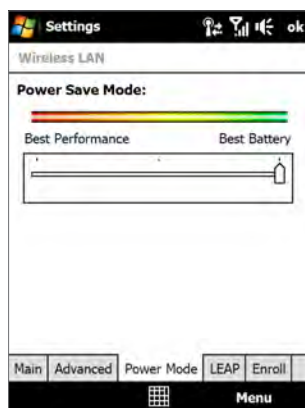 Settings ok
Wireless LAN
Power Save Mode:
Best Performance Best Battery
Main Advanced Power Mode LEAP Enroll
Menu